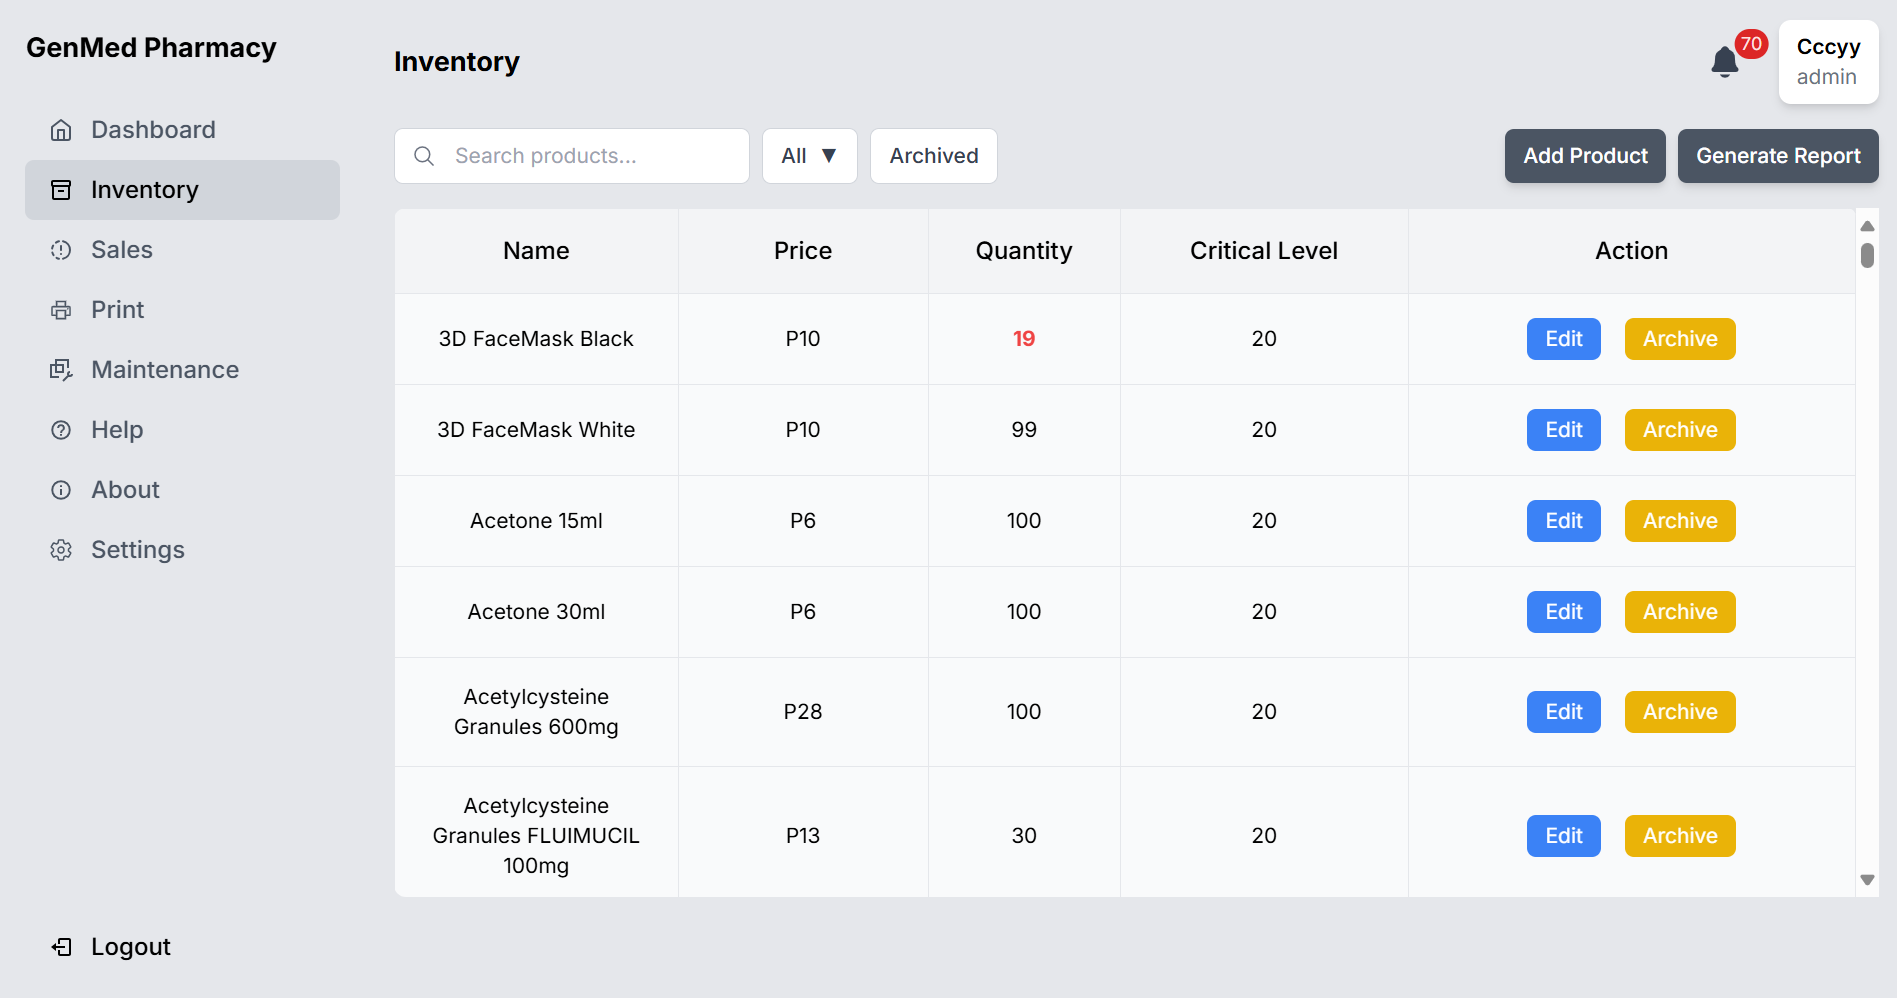 GenMed Pharmacy
Dashboard
Inventory
Sales
Print
Maintenance
Help
About
Settings
Logout
Inventory
70
Cccyy
admin
Search products...
All ▼
Archived
Add Product
Generate Report
Name Price Quantity Critical Level Action
3D FaceMask Black P10 19 20 Edit Archive
3D FaceMask White P10 99 20 Edit Archive
Acetone 15ml P6 100 20 Edit Archive
Acetone 30ml P6 100 20 Edit Archive
Acetylcysteine
Granules 600mg P28 100 20 Edit Archive
Acetylcysteine
Granules FLUIMUCIL P13 30 20 Edit Archive
100mg